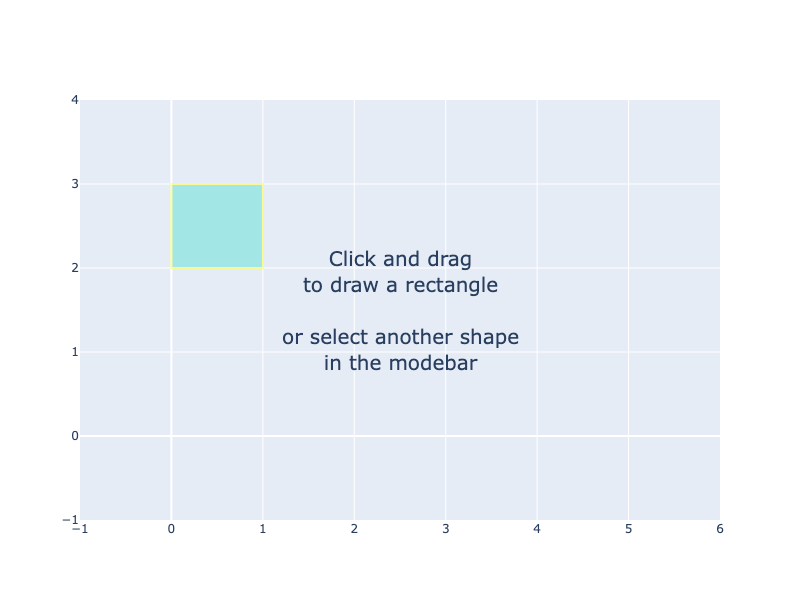 4
3
2
1
0
−1
−1 0 1 2 3 4 5 6
Click and drag
to draw a rectangle
or select another shape
in the modebar